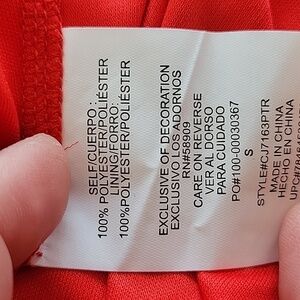 SELF/CUERPO :
100% POLYESTER/POLIÉSTER
LINING/FORRO:
100%POLYESTER/POLIÉSTER
EXCLUSIVE OF DECORATION
EXCLUSIVO LOS ADORNOS
RN#58909
CARE ON REVERSE
VER AL DORSO
PARA CUIDADO
PO#100-00030367
S
STYLE#CJ7163PTR
MADE IN CHINA
HECHO EN CHINA